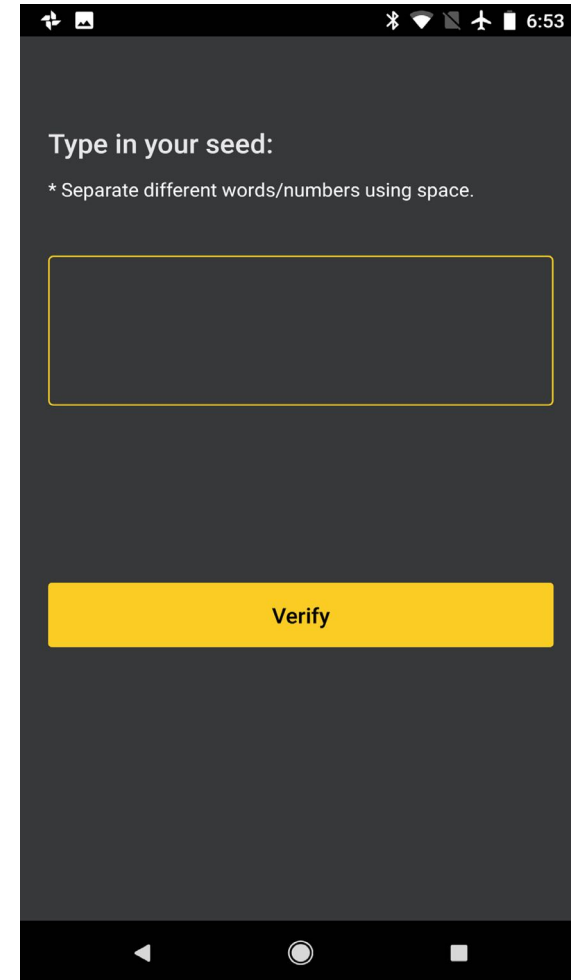 6:53
Type in your seed:
* Separate different words/numbers using space.
Verify